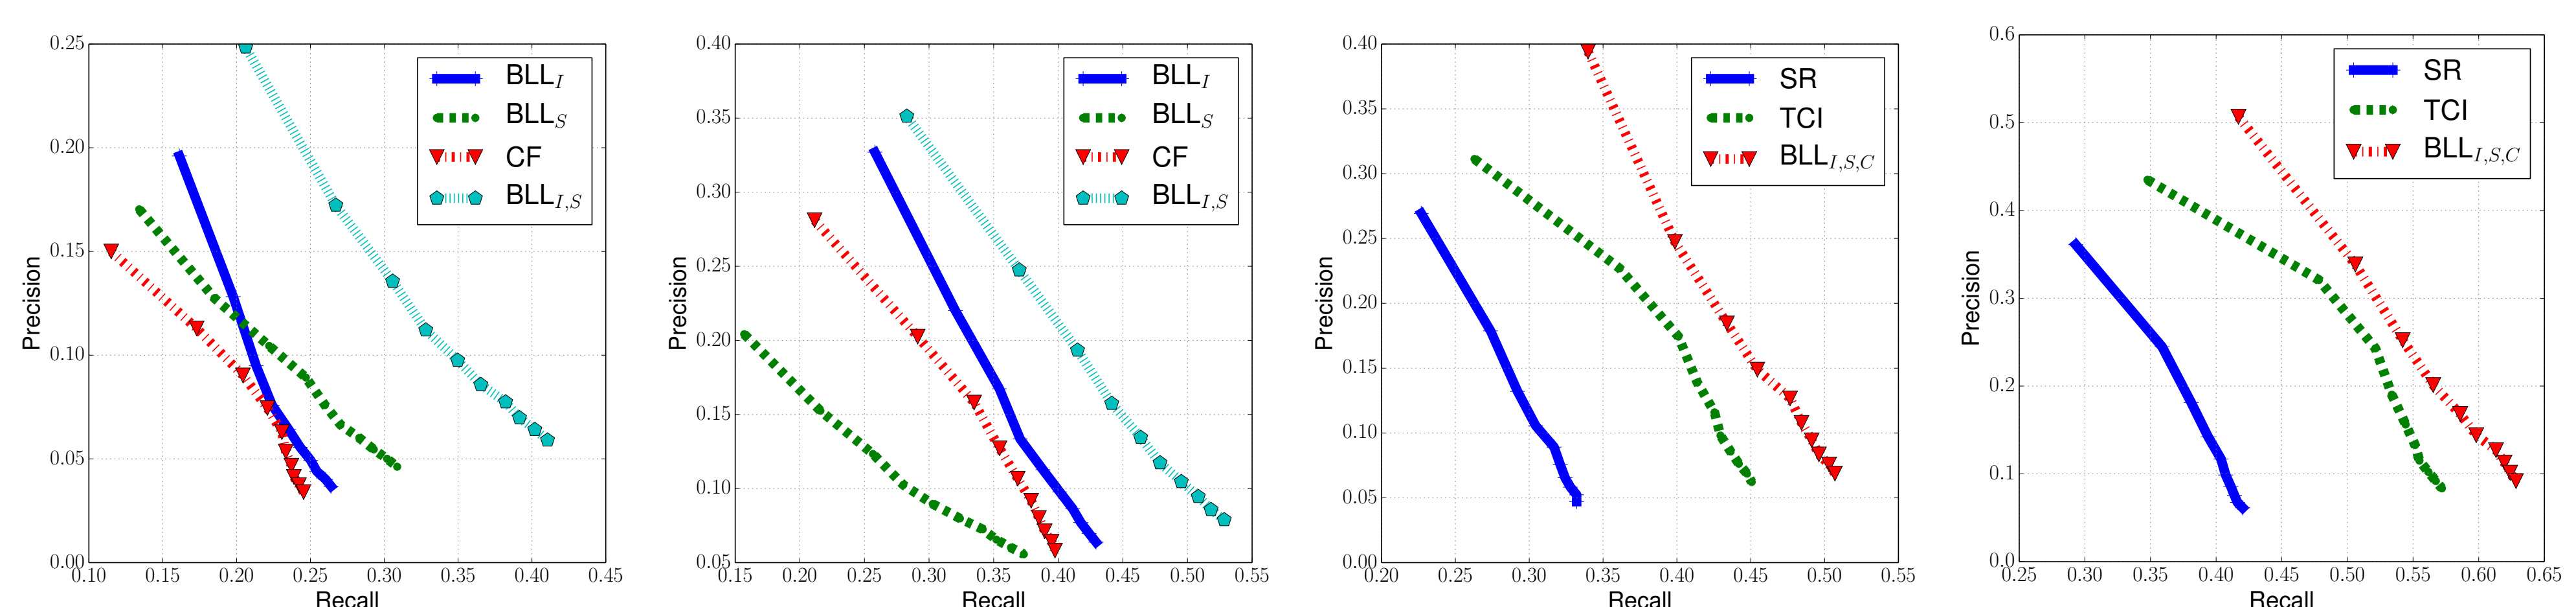 0.25
0.20
0.15
0.10
0.05
0.00
Precision
0.10 0.15 0.20 0.25 0.30 0.35 0.40 0.45
Recall
BLL_I
BLL_S
CF
BLL_{I,S}
0.40
0.35
0.30
0.25
0.20
0.15
0.10
0.05
Precision
0.15 0.20 0.25 0.30 0.35 0.40 0.45 0.50 0.55
Recall
BLL_I
BLL_S
CF
BLL_{I,S}
0.40
0.35
0.30
0.25
0.20
0.15
0.10
0.05
0.00
Precision
0.20 0.25 0.30 0.35 0.40 0.45 0.50 0.55
Recall
SR
TCI
BLL_{I,S,C}
0.6
0.5
0.4
0.3
0.2
0.1
0.0
Precision
0.25 0.30 0.35 0.40 0.45 0.50 0.55 0.60 0.65
Recall
SR
TCI
BLL_{I,S,C}